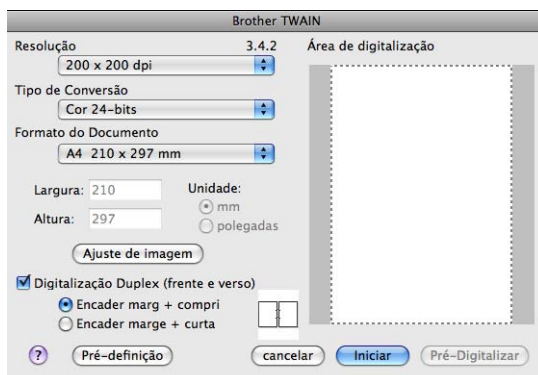 Brother TWAIN
Resolução 3.4.2
200 x 200 dpi
Tipo de Conversão
Cor 24-bits
Formato do Documento
A4 210 x 297 mm
Largura: 210
Altura: 297
Unidade:
mm
polegadas
Ajuste de imagem
Digitalização Duplex (frente e verso)
Encader marg + compri
Encader marge + curta
Área de digitalização
? Pré-definição cancelar Iniciar Pré-Digitalizar